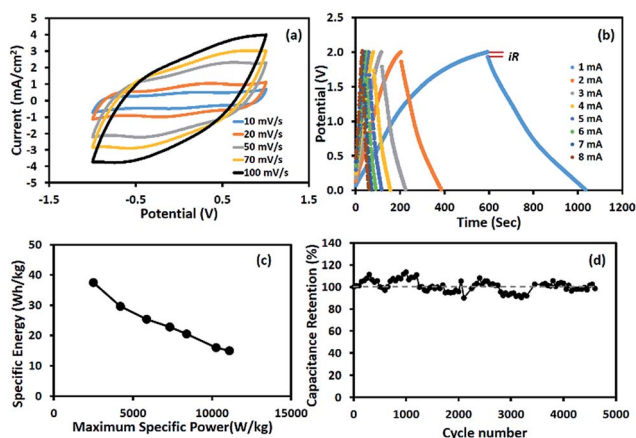 (a)
Current (mA/cm²)
5
4
3
2
1
0
-1
-2
-3
-4
-5
-1.5
-0.5
0.5
1.5
Potential (V)
10 mV/s
20 mV/s
50 mV/s
70 mV/s
100 mV/s
(b)
Potential (V)
2.5
2.0
1.5
1.0
0.5
0.0
0
200
400
600
800
1000
1200
Time (Sec)
iR
1 mA
2 mA
3 mA
4 mA
5 mA
6 mA
7 mA
8 mA
(c)
Specific Energy (Wh/kg)
50
40
30
20
10
0
0
5000
10000
15000
Maximum Specific Power(W/kg)
(d)
Capacitance Retention (%)
140
120
100
80
60
40
20
0
0
1000
2000
3000
4000
5000
Cycle number